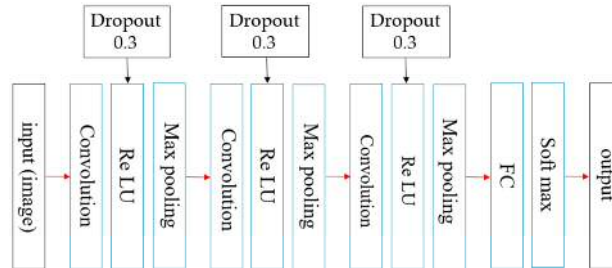 Dropout
0.3
Dropout
0.3
Dropout
0.3
input (image)
Convolution
Re LU
Max pooling
Convolution
Re LU
Max pooling
Convolution
Re LU
Max pooling
FC
Soft max
output